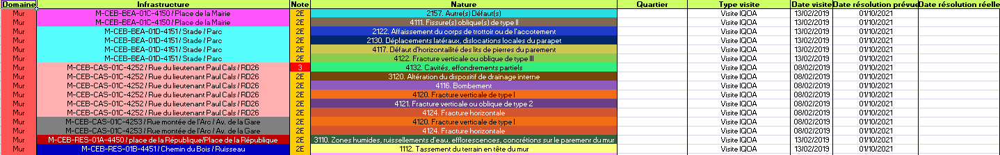 Domaine Infrastructure Note Nature Quartier Type visite Date visite Date résolution prévue Date résolution réelle
Mur M-CEB-BEA-01C-4150 / Place de la Mairie 2E 2157. Autre(s) Défaut(s) Visite IQOA 13/02/2019 01/10/2021
Mur M-CEB-BEA-01C-4150 / Place de la Mairie 2E 4111. Fissure(s) oblique(s) de type II Visite IQOA 13/02/2019 01/10/2021
Mur M-CEB-BEA-01D-4151 / Stade / Parc 2E 2122. Affaissement du corps de trottoir ou de l'accotement Visite IQOA 13/02/2019 01/10/2021
Mur M-CEB-BEA-01D-4151 / Stade / Parc 2E 2130. Déplacements latéraux, dislocations locales du parapet Visite IQOA 13/02/2019 01/10/2021
Mur M-CEB-BEA-01D-4151 / Stade / Parc 2E 4117. Défaut d'horizontailité des lits de pierres du parement Visite IQOA 13/02/2019 01/10/2021
Mur M-CEB-BEA-01D-4151 / Stade / Parc 2E 4122. Fracture verticale ou oblique de type III Visite IQOA 13/02/2019 01/10/2021
Mur M-CEB-CAS-01C-4252 / Rue du lieutenant Paul Cals / RD26 3 4132. Cavités, effondrements partiels Visite IQOA 08/02/2019 01/10/2021
Mur M-CEB-CAS-01C-4252 / Rue du lieutenant Paul Cals / RD26 2E 3120. Altération du dispositif de drainage interne Visite IQOA 08/02/2019 01/10/2021
Mur M-CEB-CAS-01C-4252 / Rue du lieutenant Paul Cals / RD26 2E 4116. Bombement Visite IQOA 08/02/2019 01/10/2021
Mur M-CEB-CAS-01C-4252 / Rue du lieutenant Paul Cals / RD26 2E 4120. Fracture verticale de type I Visite IQOA 08/02/2019 01/10/2021
Mur M-CEB-CAS-01C-4252 / Rue du lieutenant Paul Cals / RD26 2E 4121. Fracture verticale ou oblique de type 2 Visite IQOA 08/02/2019 01/10/2021
Mur M-CEB-CAS-01C-4252 / Rue du lieutenant Paul Cals / RD26 2E 4124. Fracture horizontale Visite IQOA 08/02/2019 01/10/2021
Mur M-CEB-CAS-01C-4253 / Rue montée de l'Arc / Av. de la Gare 2E 4120. Fracture verticale de type I Visite IQOA 08/02/2019 01/10/2021
Mur M-CEB-CAS-01C-4253 / Rue montée de l'Arc / Av. de la Gare 2E 4124. Fracture horizontale Visite IQOA 08/02/2019 01/10/2021
Mur M-CEB-RES-01A-4450 / place de la République/Place de la République 2E 3110. Zones humides, ruissellements d'eau, efflorescences, concrétions sur le parement du mur Visite IQOA 13/02/2019 01/10/2021
Mur M-CEB-RES-01B-4451 / Chemin du Bois / Ruisseau 2E 1112. Tassement du terrain en tête du mur Visite IQOA 13/02/2019 01/10/2021